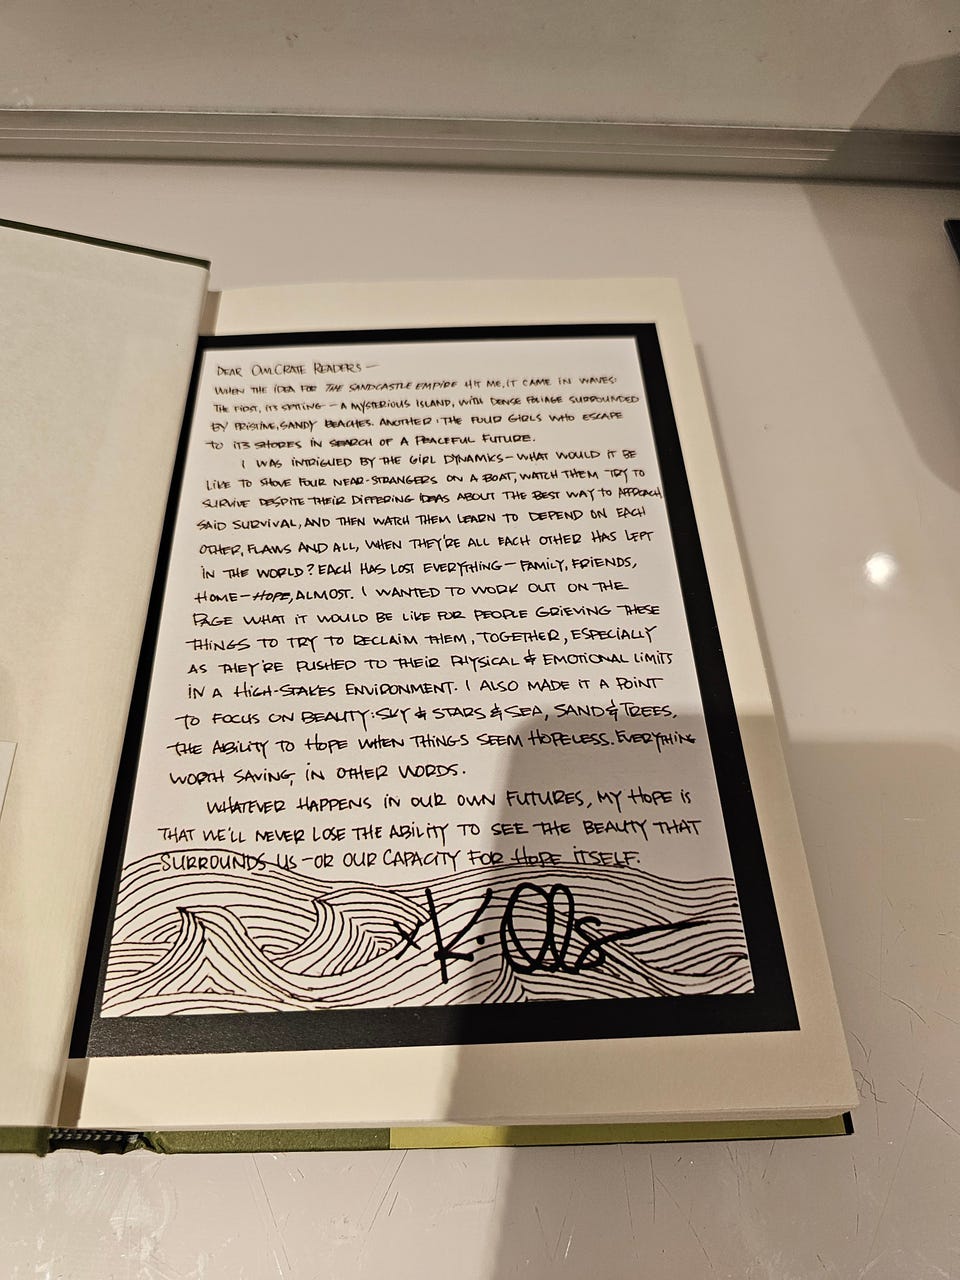 DEAR OWLCRATE READERS—
WHEN THE IDEA FOR THE SANDCASTLE EMPIRE HIT ME, IT CAME IN WAVES:
THE FIRST, ITS SETTING — A MYSTERIOUS ISLAND, WITH DENSE FOLIAGE SURROUNDED
BY PRISTINE, SANDY BEACHES. ANOTHER: THE FOUR GIRLS WHO ESCAPE
TO ITS SHORES IN SEARCH OF A PEACEFUL FUTURE.
I WAS INTRIGUED BY THE GIRL DYNAMICS—WHAT WOULD IT BE
LIKE TO SHOVE FOUR NEAR-STRANGERS ON A BOAT, WATCH THEM TRY TO
SURVIVE DESPITE THEIR DIFFERING IDEAS ABOUT THE BEST WAY TO APPROACH
SAID SURVIVAL, AND THEN WATCH THEM LEARN TO DEPEND ON EACH
OTHER, FLAWS AND ALL, WHEN THEY'RE ALL EACH OTHER HAS LEFT
IN THE WORLD? EACH HAS LOST EVERYTHING—FAMILY, FRIENDS,
HOME—HOPE, ALMOST. I WANTED TO WORK OUT ON THE
PAGE WHAT IT WOULD BE LIKE FOR PEOPLE GRIEVING THESE
THINGS TO TRY TO RECLAIM THEM, TOGETHER, ESPECIALLY
AS THEY'RE PUSHED TO THEIR PHYSICAL & EMOTIONAL LIMITS
IN A HIGH-STAKES ENVIRONMENT. I ALSO MADE IT A POINT
TO FOCUS ON BEAUTY: SKY & STARS & SEA, SAND & TREES,
THE ABILITY TO HOPE WHEN THINGS SEEM HOPELESS. EVERYTHING
WORTH SAVING, IN OTHER WORDS.
WHATEVER HAPPENS IN OUR OWN FUTURES, MY HOPE IS
THAT WE'LL NEVER LOSE THE ABILITY TO SEE THE BEAUTY THAT
SURROUNDS US—OR OUR CAPACITY FOR HOPE ITSELF.
x K. Olls